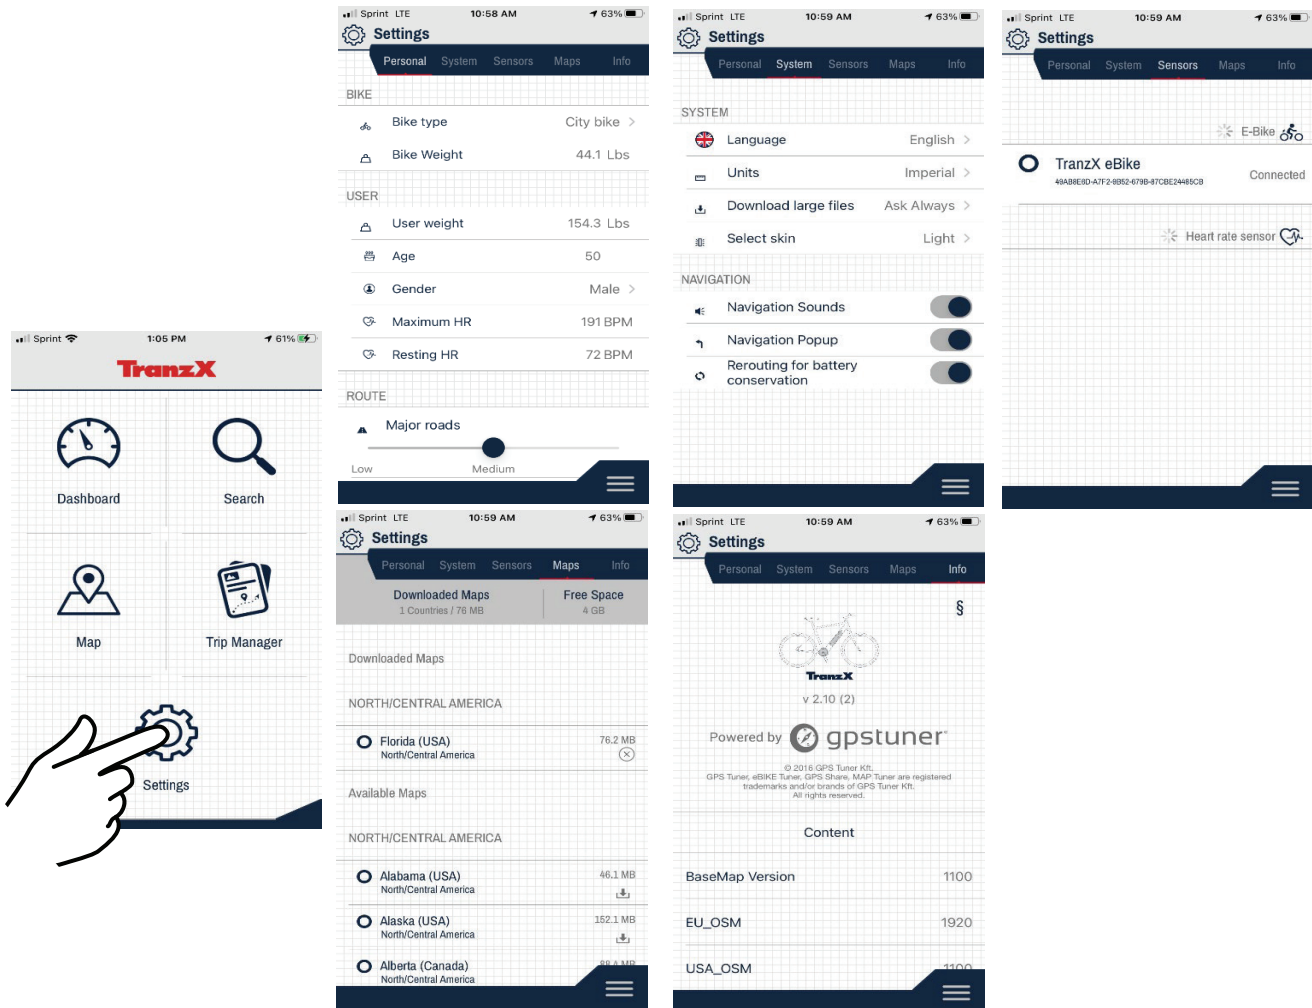 Sprint
1:05 PM
61%
TranzX
Dashboard
Search
Map
Trip Manager
Settings
Sprint LTE
10:58 AM
63%
Settings
Personal System Sensors Maps Info
BIKE
Bike type City bike >
Bike Weight 44.1 Lbs
USER
User weight 154.3 Lbs
Age 50
Gender Male >
Maximum HR 191 BPM
Resting HR 72 BPM
ROUTE
Major roads
Low Medium
Sprint LTE
10:59 AM
63%
Settings
Personal System Sensors Maps Info
SYSTEM
Language English >
Units Imperial >
Download large files Ask Always >
Select skin Light >
NAVIGATION
Navigation Sounds
Navigation Popup
Rerouting for battery
conservation
Sprint LTE
10:59 AM
63%
Settings
Personal System Sensors Maps Info
E-Bike
TranzX eBike
49AB8E8D-A7F2-9B52-679B-87CBE24485CB
Connected
Heart rate sensor
Sprint LTE
10:59 AM
63%
Settings
Personal System Sensors Maps Info
Downloaded Maps Free Space
1 Countries / 76 MB 4 GB
Downloaded Maps
NORTH/CENTRAL AMERICA
Florida (USA) 76.2 MB
North/Central America
Available Maps
NORTH/CENTRAL AMERICA
Alabama (USA) 46.1 MB
North/Central America
Alaska (USA) 152.1 MB
North/Central America
Alberta (Canada) 88.4 MB
North/Central America
Sprint LTE
10:59 AM
63%
Settings
Personal System Sensors Maps Info
§
TranzX
v 2.10 (2)
Powered by gpstuner
© 2016 GPS Tuner Kft.
GPS Tuner, eBIKE Tuner, GPS Share, MAP Tuner are registered
trademarks and/or brands of GPS Tuner Kft.
All rights reserved.
Content
BaseMap Version 1100
EU_OSM 1920
USA_OSM 1100